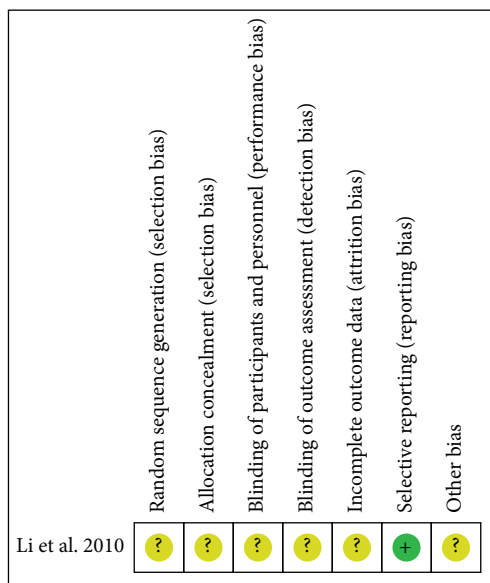 Random sequence generation (selection bias)
Allocation concealment (selection bias)
Blinding of participants and personnel (performance bias)
Blinding of outcome assessment (detection bias)
Incomplete outcome data (attrition bias)
Selective reporting (reporting bias)
Other bias
Li et al. 2010 ? ? ? ? ? + ?